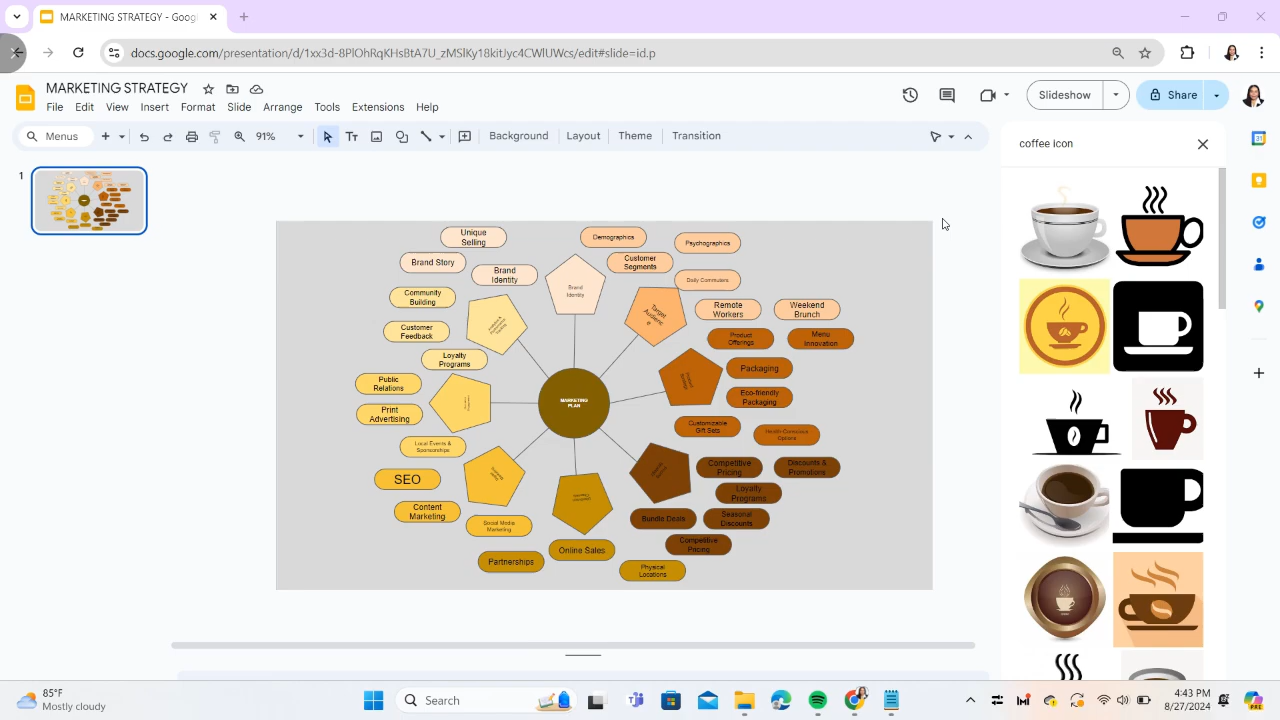 MARKETING STRATEGY - Goog
docs.google.com/presentation/d/1xx3d-8PlOhRqKHsBtA7U_zMSlKy18kitJxc4CWlUWcs/edit#slide=id.p
MARKETING STRATEGY
File Edit View Insert Format Slide Arrange Tools Extensions Help
Slideshow
Share
Menus
91%
Background Layout Theme Transition
coffee icon
1
Unique
Selling
Demographics
Psychographics
Brand Story
Brand
Identity
Customer
Segments
Daily Commuters
Community
Building
Brand
Identity
Remote
Workers
Weekend
Brunch
Customer
Feedback
Target
Audienc
e
Product
Offerings
Menu
Innovation
Loyalty
Programs
Packaging
Public
Relations
MARKETING
PLAN
Eco-friendly
Packaging
Print
Advertising
Customizable
Gift Sets
Health-Conscious
Options
Local Events &
Sponsorships
Competitive
Pricing
Discounts &
Promotions
SEO
Loyalty
Programs
Content
Marketing
Social Media
Marketing
Bundle Deals
Seasonal
Discounts
Competitive
Pricing
Online Sales
Partnerships
Physical
Locations
85°F
Mostly cloudy
Search
4:43 PM
8/27/2024